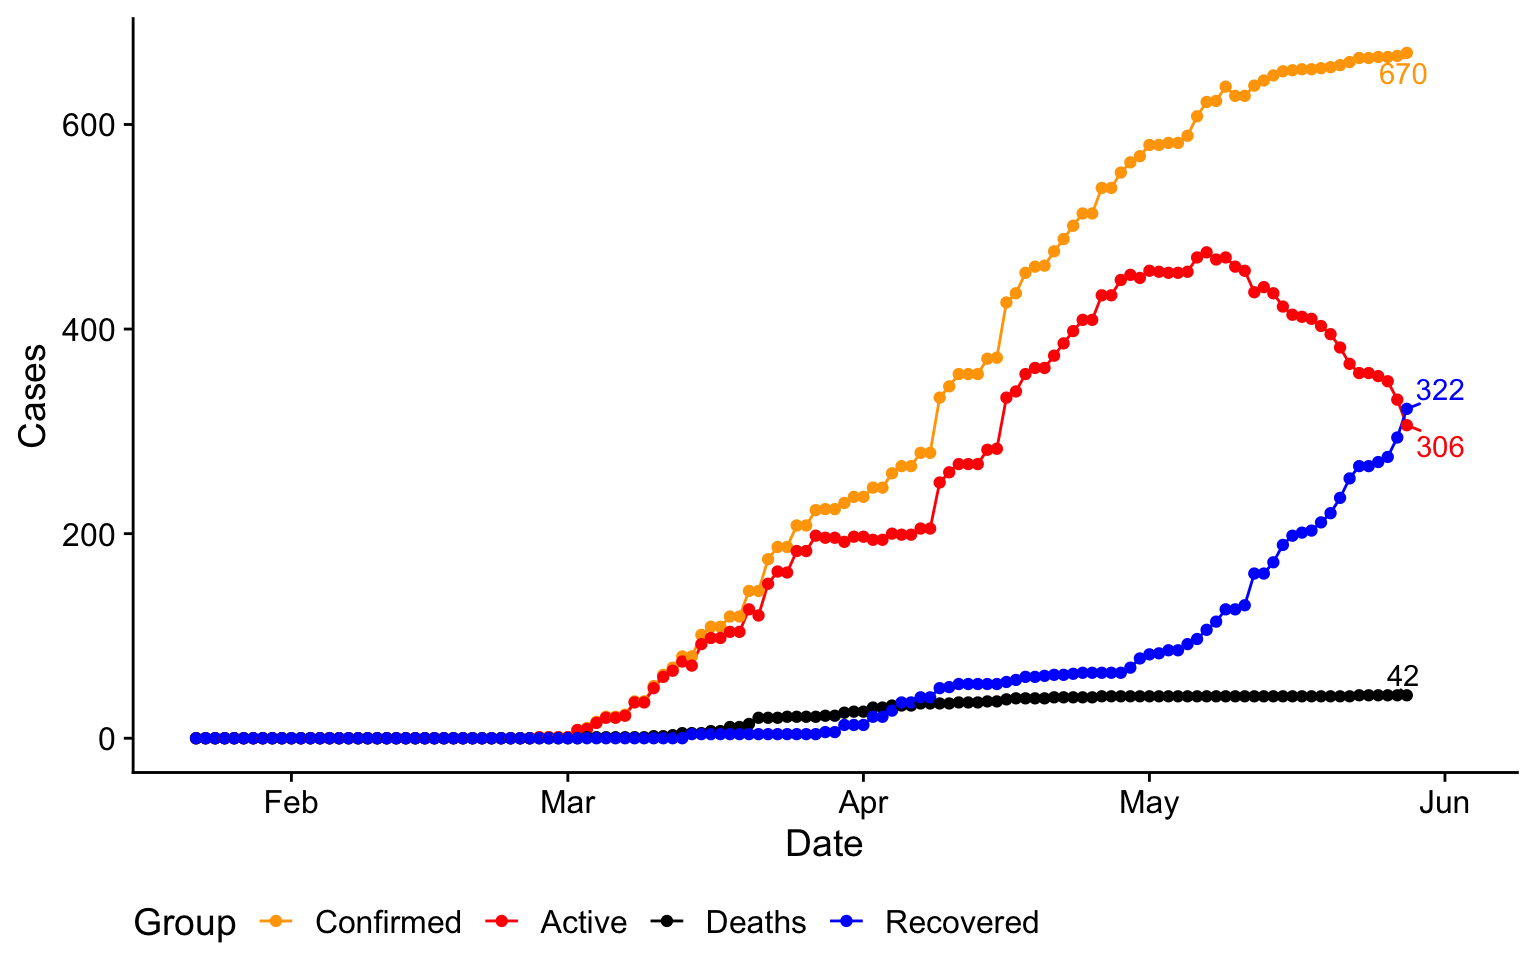 670
600
400
322
306
200
42
0
Cases
Feb Mar Apr May Jun
Date
Group Confirmed Active Deaths Recovered